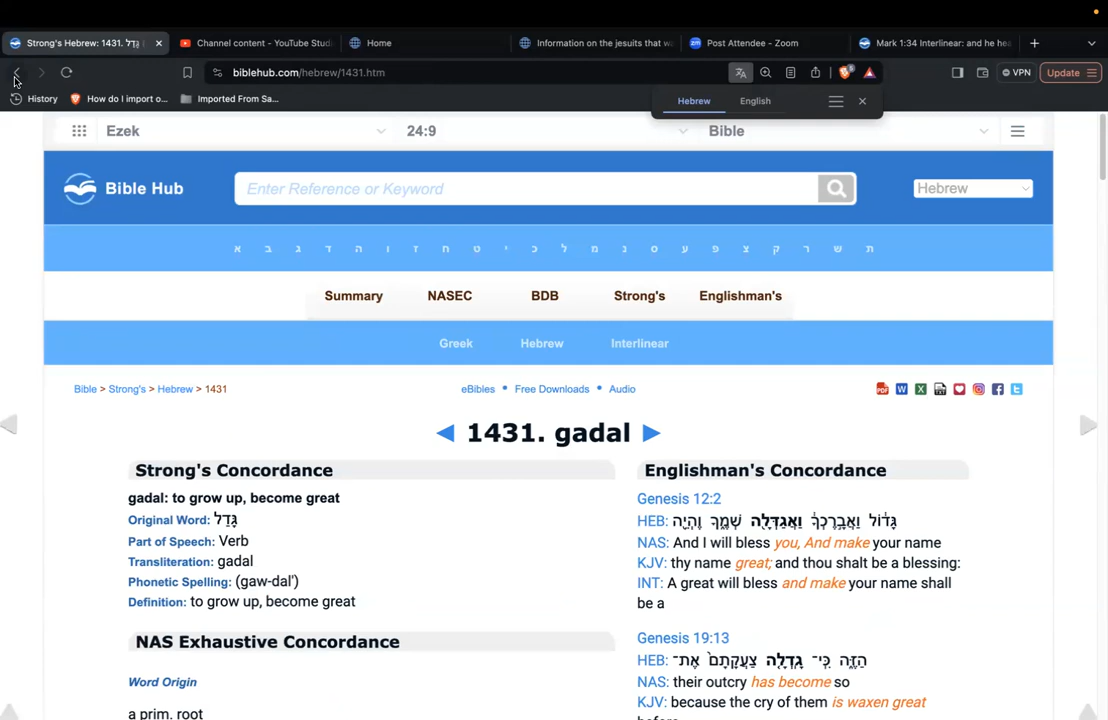 Strong's Hebrew: 1431. גָּדַל
Channel content - YouTube Studi
Home
Information on the jesuits that wa
Post Attendee - Zoom
Mark 1:34 Interlinear: and he hea
biblehub.com/hebrew/1431.htm
VPN
Update
History
How do I import o...
Imported From Sa...
Hebrew
English
Ezek
24:9
Bible
Bible Hub
Enter Reference or Keyword
Hebrew
א ב ג ד ה ו ז ח ט י כ ל מ נ ס ע פ צ ק ר ש ת
Summary NASEC BDB Strong's Englishman's
Greek Hebrew Interlinear
Bible > Strong's > Hebrew > 1431
eBibles • Free Downloads • Audio
◄ 1431. gadal ►
Strong's Concordance
gadal: to grow up, become great
Original Word: גָּדַל
Part of Speech: Verb
Transliteration: gadal
Phonetic Spelling: (gaw-dal')
Definition: to grow up, become great
NAS Exhaustive Concordance
Word Origin
a prim. root
Englishman's Concordance
Genesis 12:2
HEB: גָּד֔וֹל וַאֲבָ֣רֶכְךָ֔ וַאֲגַדְּלָ֖ה שְׁמֶ֑ךָ וֶהְיֵ֖ה
NAS: And I will bless you, And make your name
KJV: thy name great; and thou shalt be a blessing:
INT: A great will bless and make your name shall
be a
Genesis 19:13
HEB: הַזֶּ֑ה כִּֽי־ גָֽדְלָ֤ה צַעֲקָתָם֙ אֶת־
NAS: their outcry has become so
KJV: because the cry of them is waxen great